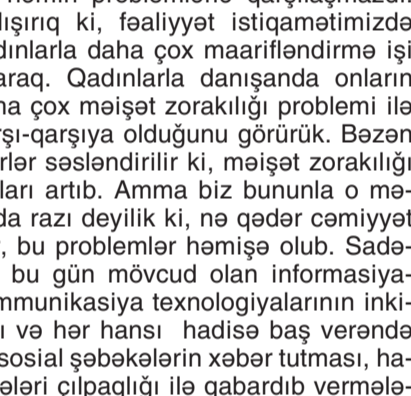 lışırıq ki, fəaliyyət istiqamətimizdə
dınlarla daha çox maarifləndirmə işi
araq. Qadınlarla danışanda onların
ha çox məişət zorakılığı problemi ilə
rşı-qarşıya olduğunu görürük. Bəzən
rlər səsləndirilir ki, məişət zorakılığı
ları artıb. Amma biz bununla o mə-
da razı deyilik ki, nə qədər cəmiyyət
, bu problemlər həmişə olub. Sadə-
bu gün mövcud olan informasiya-
mmunikasiya texnologiyalarının inki-
ı və hər hansı hadisə baş verəndə
sosial şəbəkələrin xəbər tutması, ha-
ələri çılpaqlığı ilə qabardıb vermələ-